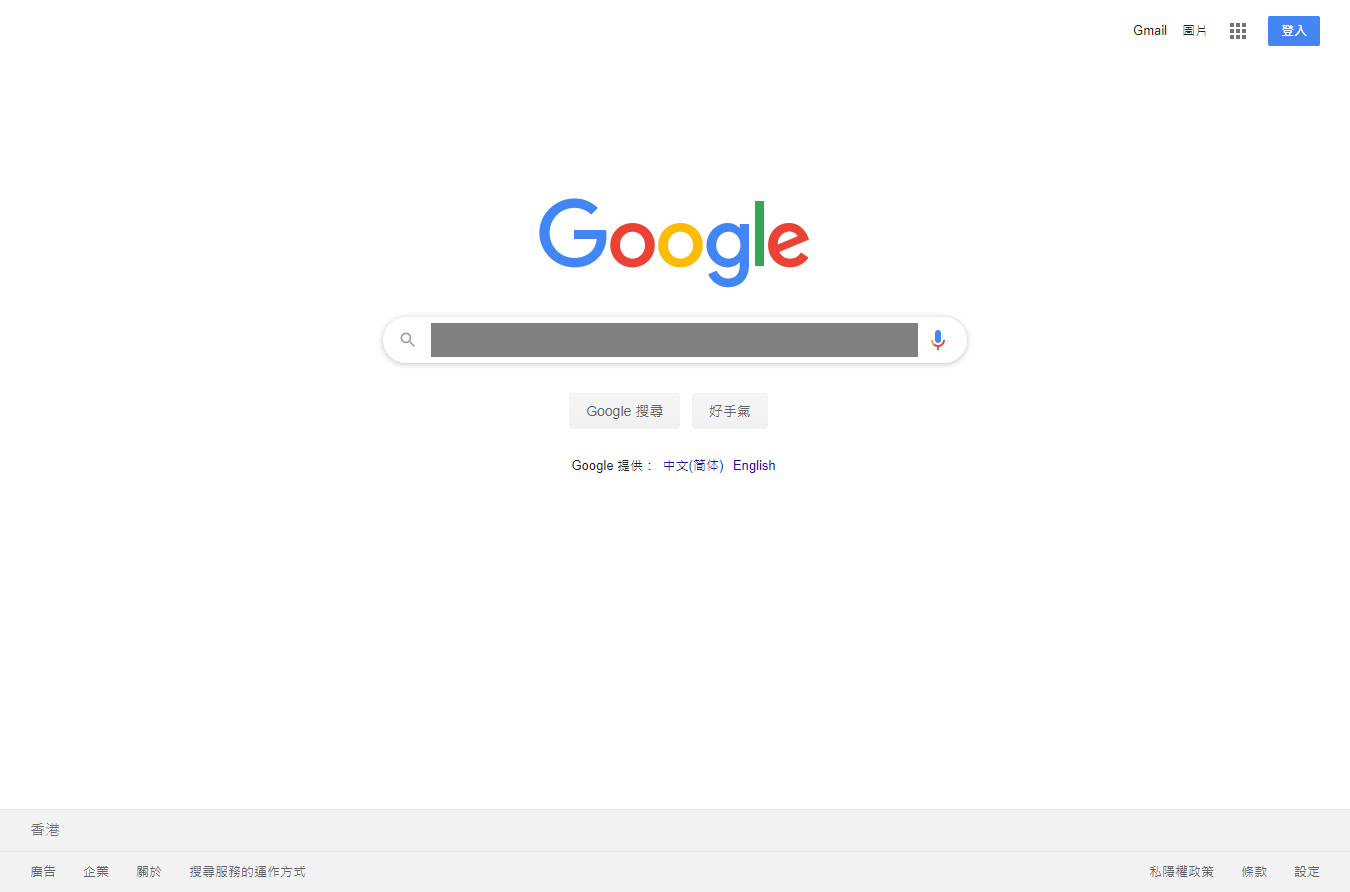 Gmail 圖片 登入
Google
Google 搜尋 好手氣
Google 提供： 中文(简体) English
香港
廣告 企業 關於 搜尋服務的運作方式 私隱權政策 條款 設定